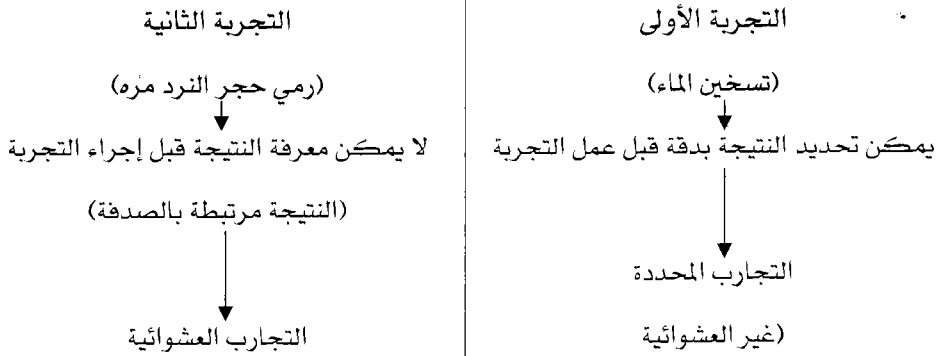 التجربة الأولى
(تسخين الماء)
يمكن تحديد النتيجة بدقة قبل عمل التجربة
التجارب المحددة
(غير العشوائية
التجربة الثانية
(رمي حجر النرد مره)
لا يمكن معرفة النتيجة قبل إجراء التجربة
(النتيجة مرتبطة بالصدفة)
التجارب العشوائية